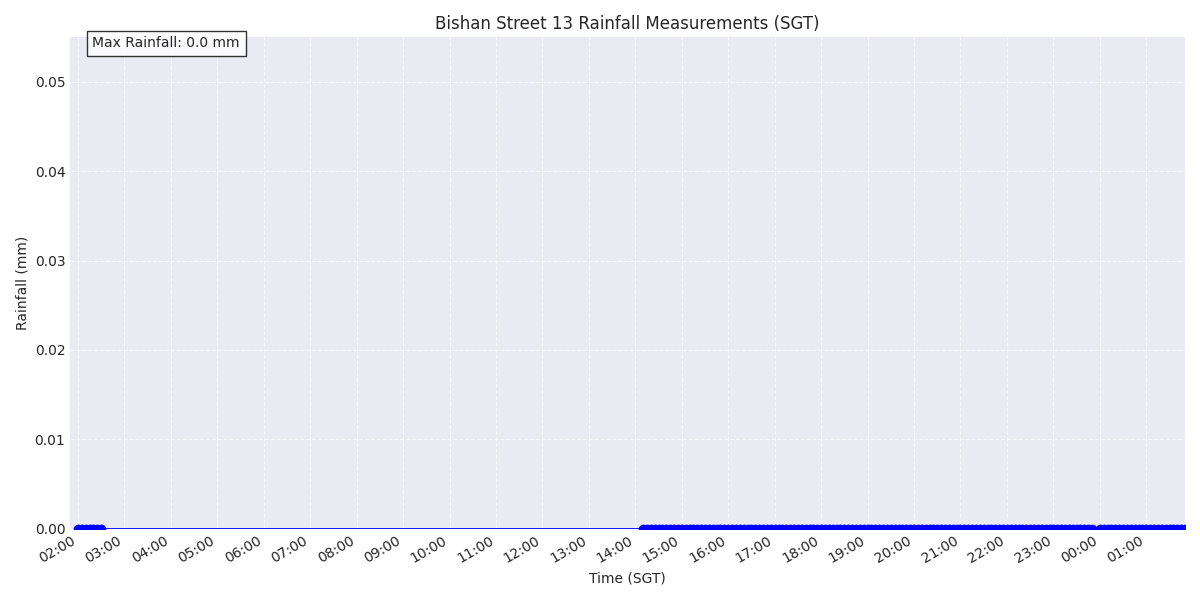 Bishan Street 13 Rainfall Measurements (SGT)
Max Rainfall: 0.0 mm
Rainfall (mm)
0.05
0.04
0.03
0.02
0.01
0.00
02:00 03:00 04:00 05:00 06:00 07:00 08:00 09:00 10:00 11:00 12:00 13:00 14:00 15:00 16:00 17:00 18:00 19:00 20:00 21:00 22:00 23:00 00:00 01:00
Time (SGT)